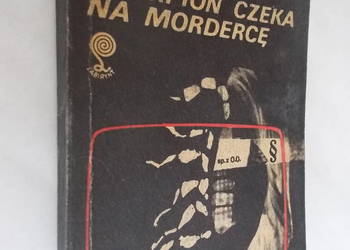 CZEKA
NA MORDERCĘ
LABIRYNT
sp. z o.o.
§